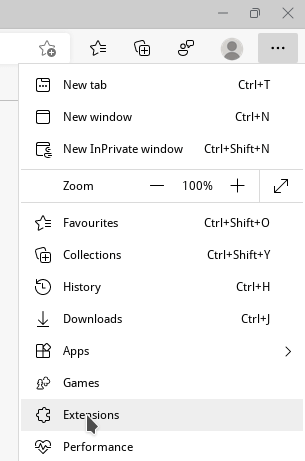 New tab Ctrl+T
New window Ctrl+N
New InPrivate window Ctrl+Shift+N
Zoom — 100% +
Favourites Ctrl+Shift+O
Collections Ctrl+Shift+Y
History Ctrl+H
Downloads Ctrl+J
Apps
Games
Extensions
Performance